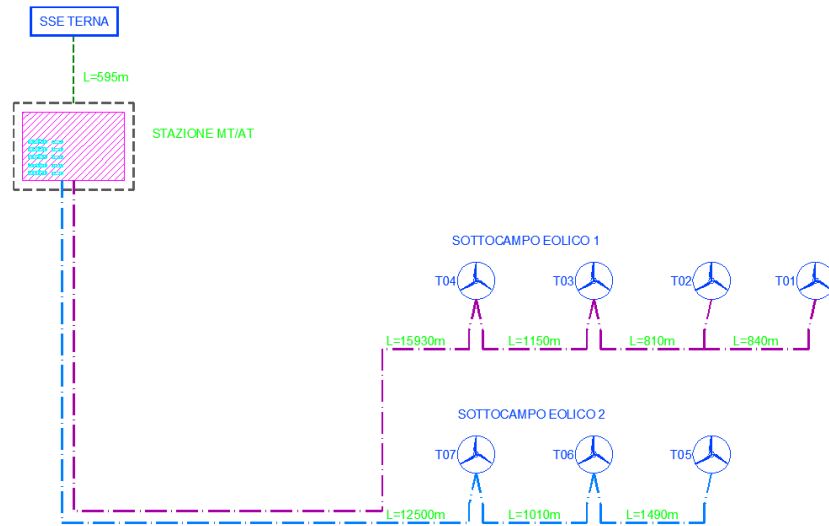 SSE TERNA
L=595m
STAZIONE MT/AT
SOTTOCAMPO EOLICO 1
T04 T03 T02 T01
L=15930m L=1150m L=810m L=840m
SOTTOCAMPO EOLICO 2
T07 T06 T05
L=12500m L=1010m L=1490m